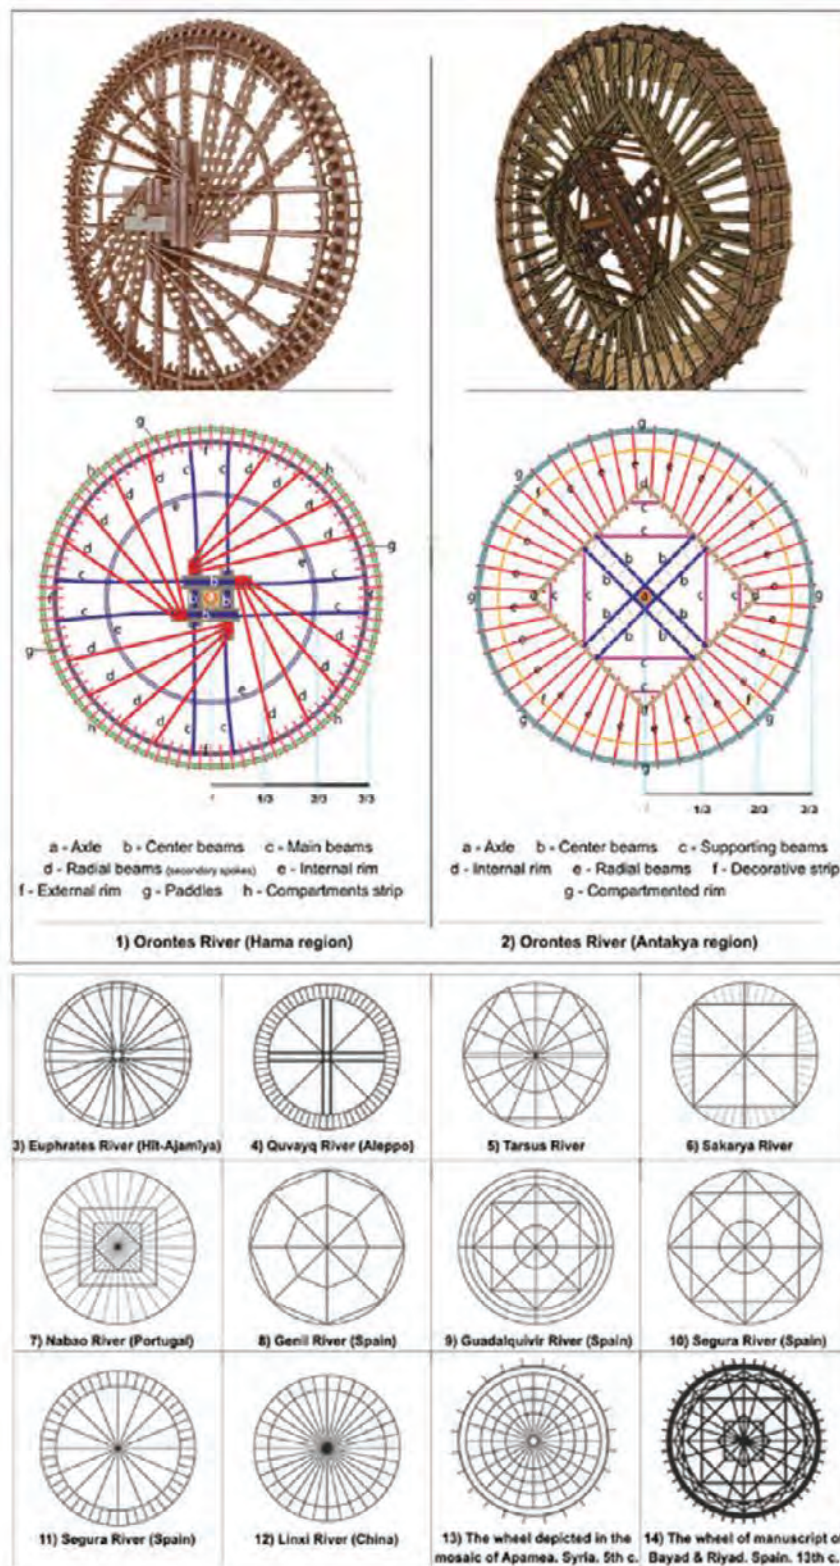 g
f
h
c c
h
d d
e
g
b
a
1 1/3 2/3 3/3
1 1/3 2/3 3/3
a - Axle b - Center beams c - Main beams
d - Radial beams (secondary spokes) e - Internal rim
f - External rim g - Paddles h - Compartments strip
a - Axle b - Center beams c - Supporting beams
d - Internal rim e - Radial beams f - Decorative strip
g - Compartmented rim
1) Orontes River (Hama region)
2) Orontes River (Antakya region)
3) Euphrates River (Hit-Ajamīya)
4) Quvayq River (Aleppo)
5) Tarsus River
6) Sakarya River
7) Nabao River (Portugal)
8) Genil River (Spain)
9) Guadalquivir River (Spain)
10) Segura River (Spain)
11) Segura River (Spain)
12) Linxi River (China)
13) The wheel depicted in the
mosaic of Apamea. Syria. 5th c.
14) The wheel of manuscript of
Bayad & Riyad. Spain. 13th c